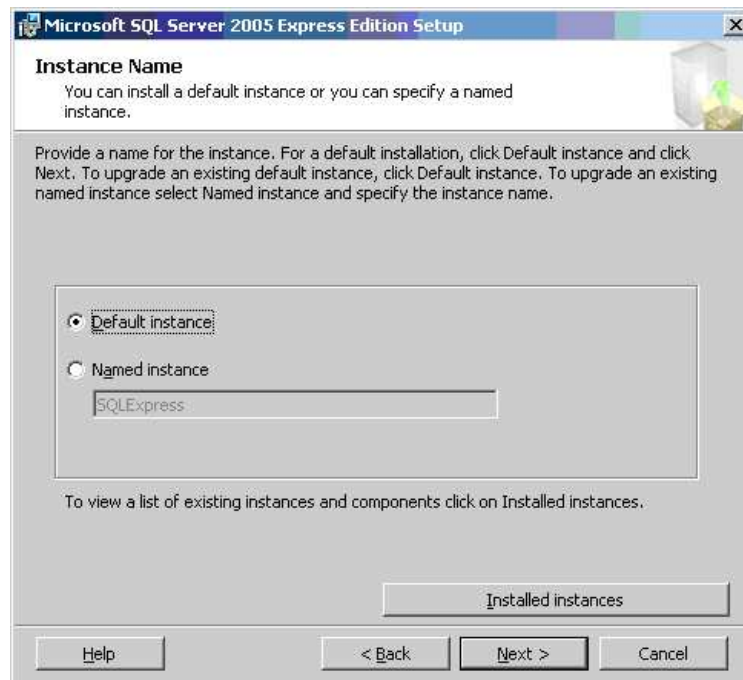 Microsoft SQL Server 2005 Express Edition Setup
Instance Name
You can install a default instance or you can specify a named
instance.
Provide a name for the instance. For a default installation, click Default instance and click
Next. To upgrade an existing default instance, click Default instance. To upgrade an existing
named instance select Named instance and specify the instance name.
Default instance
Named instance
SQLExpress
To view a list of existing instances and components click on Installed instances.
Installed instances
Help
< Back
Next >
Cancel